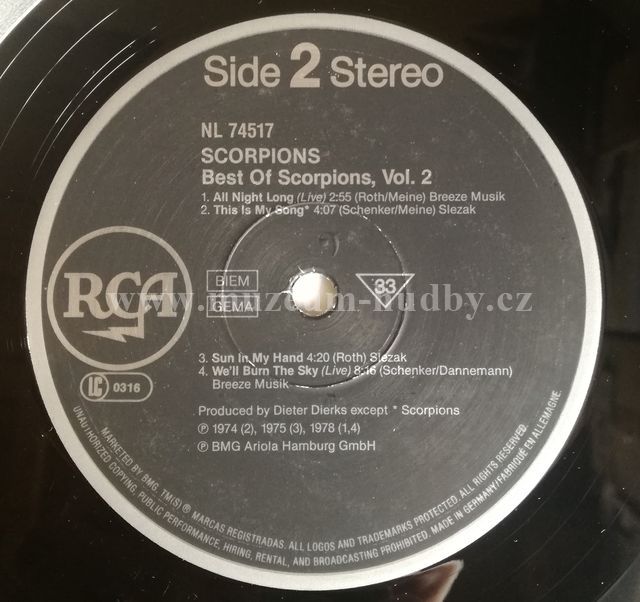 Side 2 Stereo
NL 74517
SCORPIONS
Best Of Scorpions, Vol. 2
1. All Night Long (Live) 2:55 (Roth/Meine) Breeze Musik
2. This Is My Song* 4:07 (Schenker/Meine) Slezak
RCA
BIEM
GEMA
33
www.muzeum-hudby.cz
3. Sun In My Hand 4:20 (Roth) Slezak
4. We'll Burn The Sky (Live) 8:16 (Schenker/Dannemann)
Breeze Musik
LC 0316
Produced by Dieter Dierks except * Scorpions
℗ 1974 (2), 1975 (3), 1978 (1,4)
℗ BMG Ariola Hamburg GmbH
MARKETED BY BMG. TM(S) ® MARCAS REGISTRADAS. ALL LOGOS AND TRADEMARKS PROTECTED. ALL RIGHTS RESERVED.
UNAUTHORIZED COPYING, PUBLIC PERFORMANCE, HIRING, RENTAL, AND BROADCASTING PROHIBITED. MADE IN GERMANY/FABRIQUÉ EN ALLEMAGNE